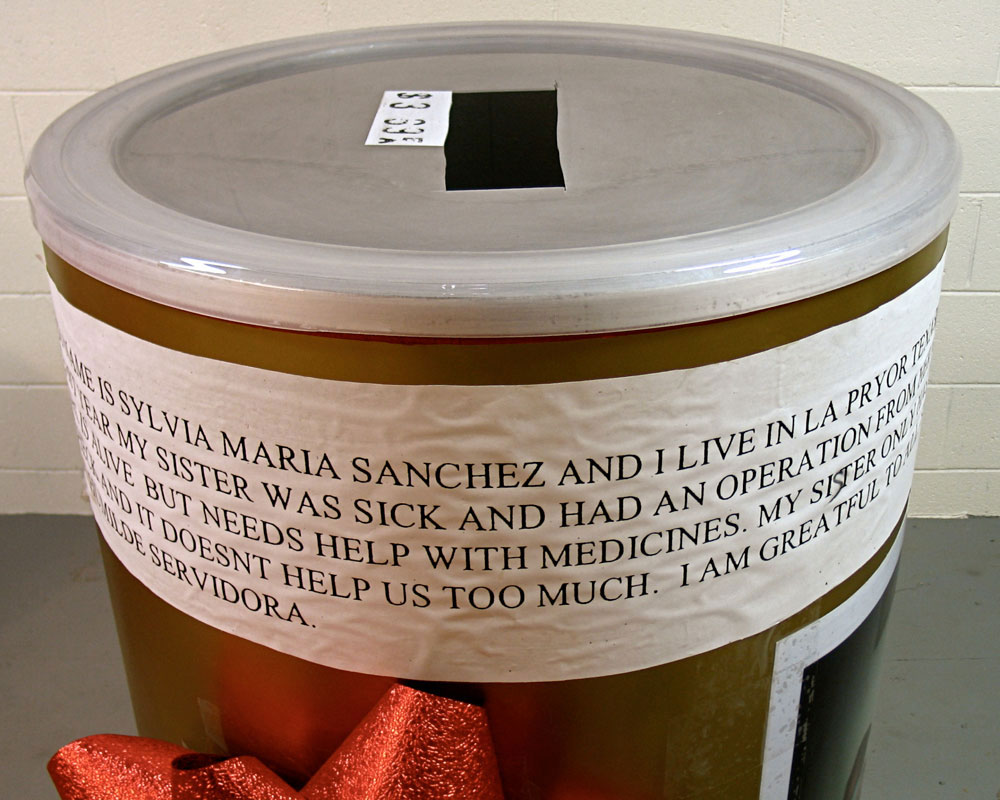 NAME IS SYLVIA MARIA SANCHEZ AND I LIVE IN LA PRYOR TEXA
YEAR MY SISTER WAS SICK AND HAD AN OPERATION FROM
ALIVE BUT NEEDS HELP WITH MEDICINES. MY SISTER ONLY
AND IT DOESNT HELP US TOO MUCH. I AM GREATFUL TO
HUMILDE SERVIDORA.